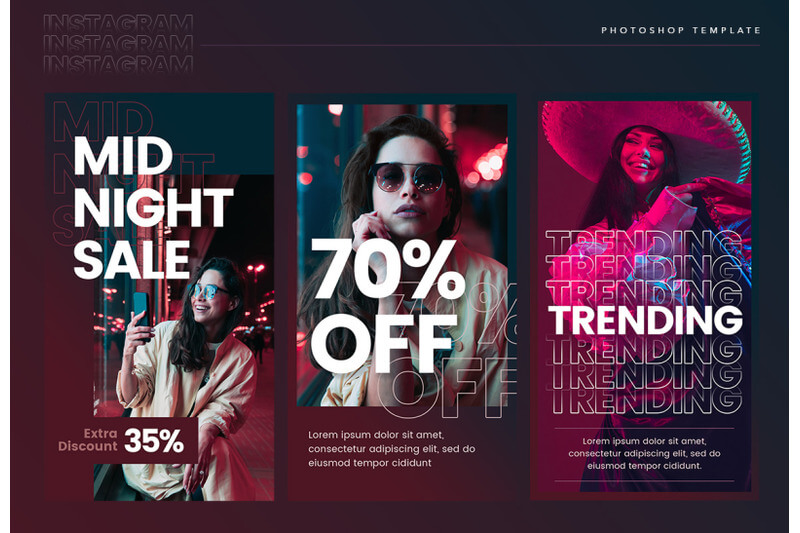 INSTAGRAM
INSTAGRAM
INSTAGRAM
PHOTOSHOP TEMPLATE
MID
NIGHT
SALE
MID
NIGHT
SALE
Extra
Discount 35%
70%
OFF
70%
OFF
Lorem ipsum dolor sit amet,
consectetur adipiscing elit, sed do
eiusmod tempor cididunt
TRENDING
TRENDING
TRENDING
TRENDING
TRENDING
TRENDING
TRENDING
Lorem ipsum dolor sit amet,
consectetur adipiscing elit, sed do
eiusmod tempor cididunt.